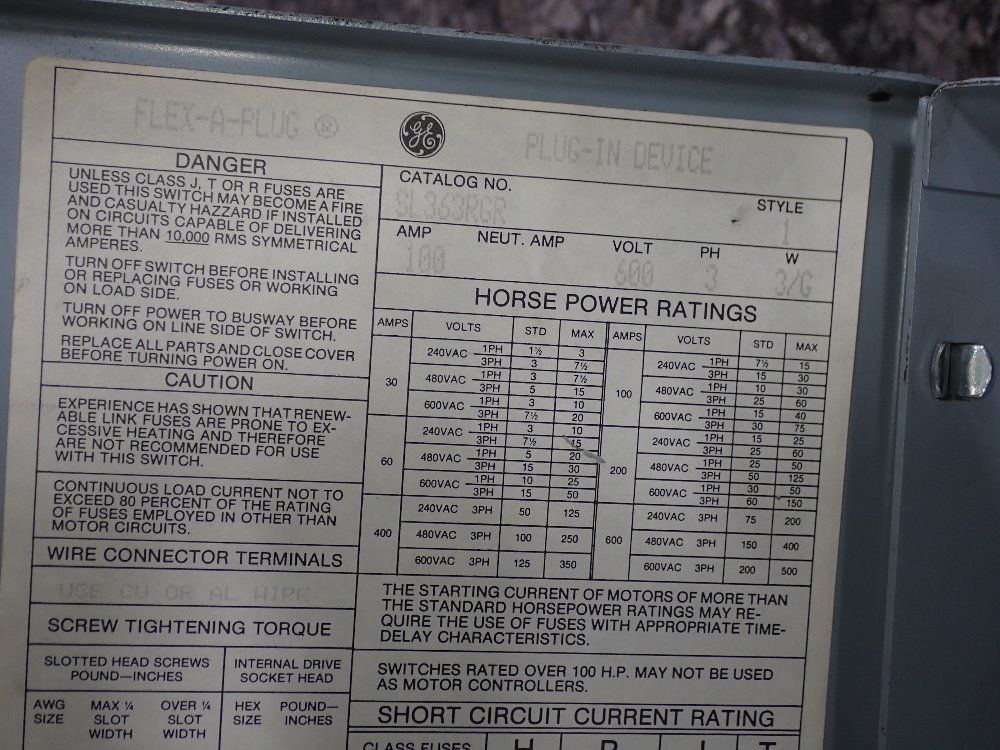 FLEX-A-PLUG ®
GE
PLUG-IN DEVICE
DANGER
UNLESS CLASS J, T OR R FUSES ARE
USED THIS SWITCH MAY BECOME A FIRE
AND CASUALTY HAZZARD IF INSTALLED
ON CIRCUITS CAPABLE OF DELIVERING
MORE THAN 10,000 RMS SYMMETRICAL
AMPERES.
TURN OFF SWITCH BEFORE INSTALLING
OR REPLACING FUSES OR WORKING
ON LOAD SIDE.
TURN OFF POWER TO BUSWAY BEFORE
WORKING ON LINE SIDE OF SWITCH.
REPLACE ALL PARTS AND CLOSE COVER
BEFORE TURNING POWER ON.
CAUTION
EXPERIENCE HAS SHOWN THAT RENEW-
ABLE LINK FUSES ARE PRONE TO EX-
CESSIVE HEATING AND THEREFORE
ARE NOT RECOMMENDED FOR USE
WITH THIS SWITCH.
CONTINUOUS LOAD CURRENT NOT TO
EXCEED 80 PERCENT OF THE RATING
OF FUSES EMPLOYED IN OTHER THAN
MOTOR CIRCUITS.
WIRE CONNECTOR TERMINALS
USE CU OR AL WIRE
SCREW TIGHTENING TORQUE
SLOTTED HEAD SCREWS
POUND—INCHES
INTERNAL DRIVE
SOCKET HEAD
AWG SIZE
MAX ¼ SLOT WIDTH
OVER ¼ SLOT WIDTH
HEX SIZE
POUND— INCHES
CATALOG NO. STYLE
SL363RGR 1
AMP NEUT. AMP VOLT PH W
100 600 3 3/G
HORSE POWER RATINGS
AMPS VOLTS STD MAX
30 240VAC 1PH 1½ 3
3PH 3 7½
480VAC 1PH 3 7½
3PH 5 15
600VAC 1PH 3 10
3PH 7½ 20
60 240VAC 1PH 3 10
3PH 7½ 15
480VAC 1PH 5 20
3PH 15 30
600VAC 1PH 10 25
3PH 15 50
400 240VAC 3PH 50 125
480VAC 3PH 100 250
600VAC 3PH 125 350
AMPS VOLTS STD MAX
100 240VAC 1PH 7½ 15
3PH 15 30
480VAC 1PH 10 30
3PH 25 60
600VAC 1PH 15 40
3PH 30 75
200 240VAC 1PH 15 25
3PH 25 60
480VAC 1PH 25 50
3PH 50 125
600VAC 1PH 30 50
3PH 60 150
600 240VAC 3PH 75 200
480VAC 3PH 150 400
600VAC 3PH 200 500
THE STARTING CURRENT OF MOTORS OF MORE THAN
THE STANDARD HORSEPOWER RATINGS MAY RE-
QUIRE THE USE OF FUSES WITH APPROPRIATE TIME-
DELAY CHARACTERISTICS.
SWITCHES RATED OVER 100 H.P. MAY NOT BE USED
AS MOTOR CONTROLLERS.
SHORT CIRCUIT CURRENT RATING
CLASS FUSES H R J T